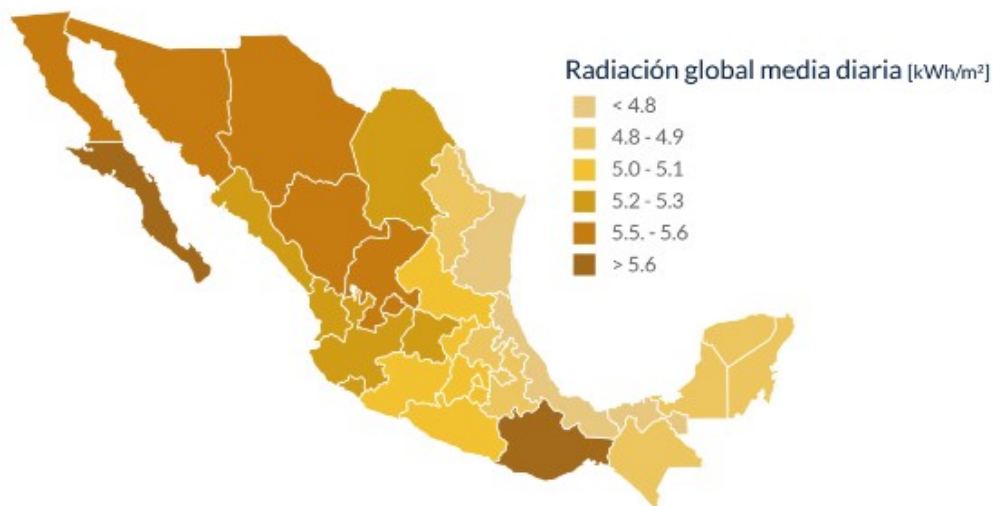 Radiación global media diaria [kWh/m²]
< 4.8
4.8 - 4.9
5.0 - 5.1
5.2 - 5.3
5.5. - 5.6
> 5.6